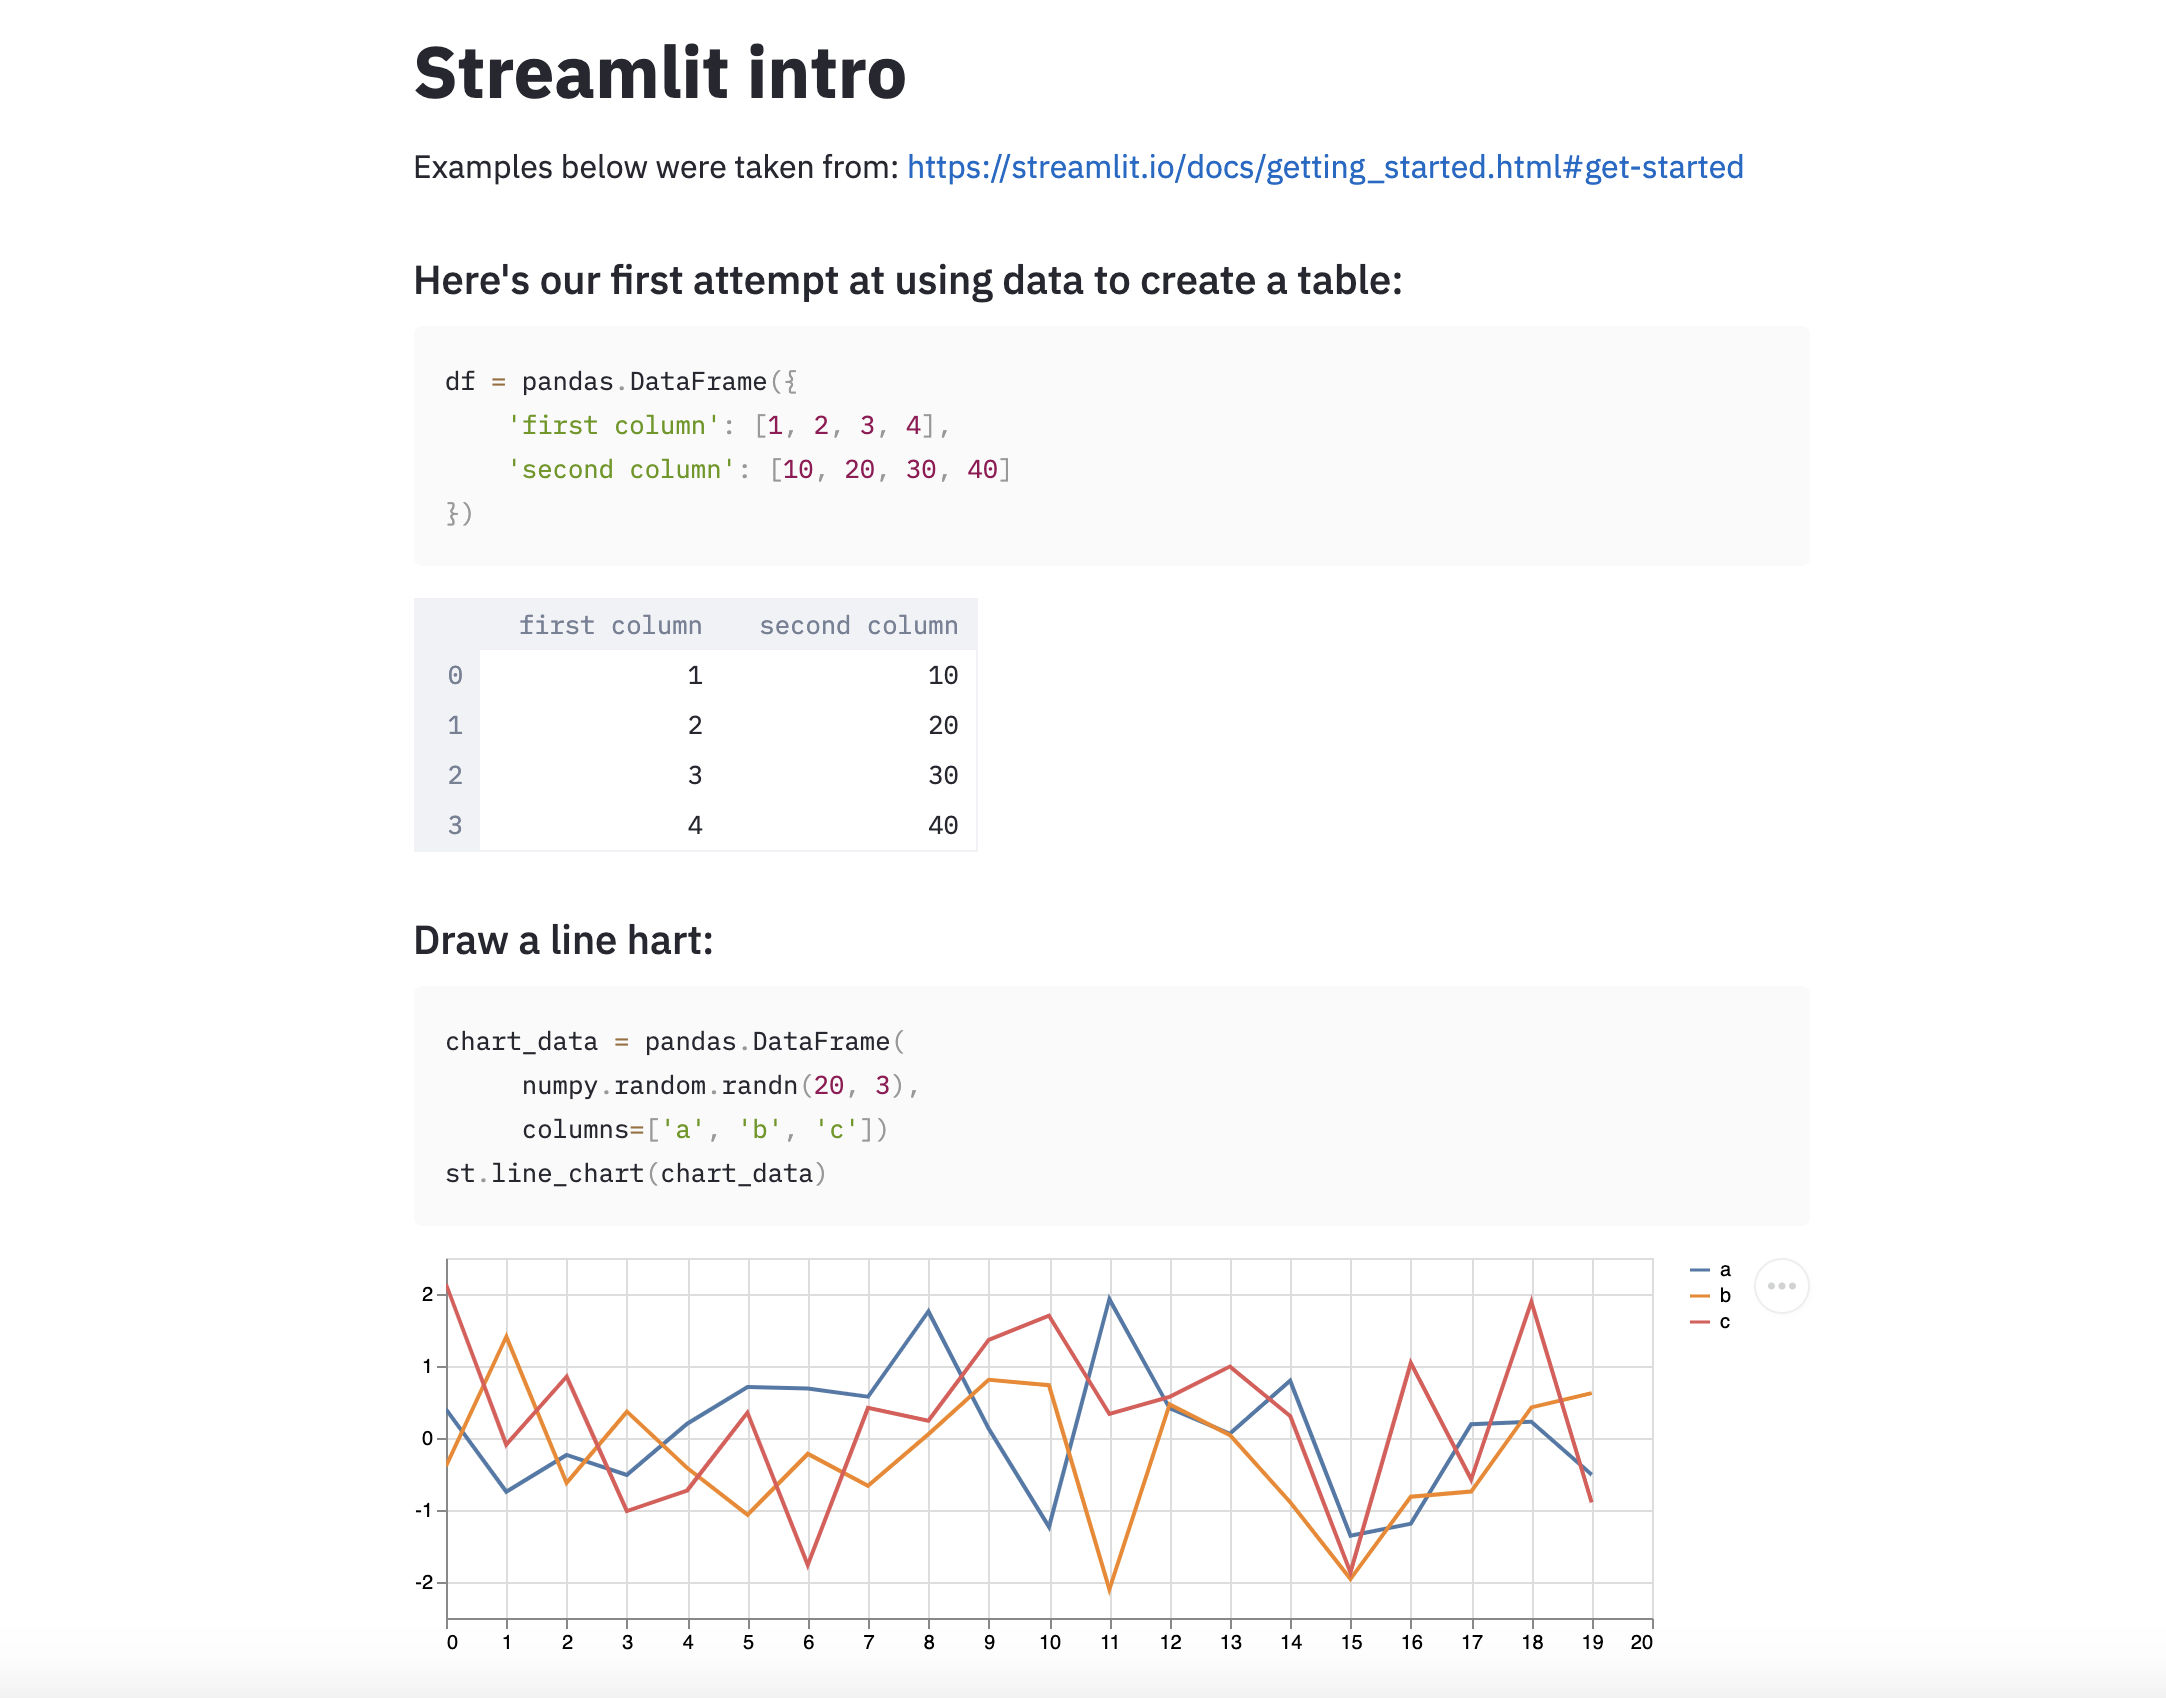 Streamlit intro
Examples below were taken from: https://streamlit.io/docs/getting_started.html#get-started
Here's our first attempt at using data to create a table:
df = pandas.DataFrame({
    'first column': [1, 2, 3, 4],
    'second column': [10, 20, 30, 40]
})
first column second column
0 1 10
1 2 20
2 3 30
3 4 40
Draw a line hart:
chart_data = pandas.DataFrame(
     numpy.random.randn(20, 3),
     columns=['a', 'b', 'c'])
st.line_chart(chart_data)
a
b
c
2
1
0
-1
-2
0 1 2 3 4 5 6 7 8 9 10 11 12 13 14 15 16 17 18 19 20